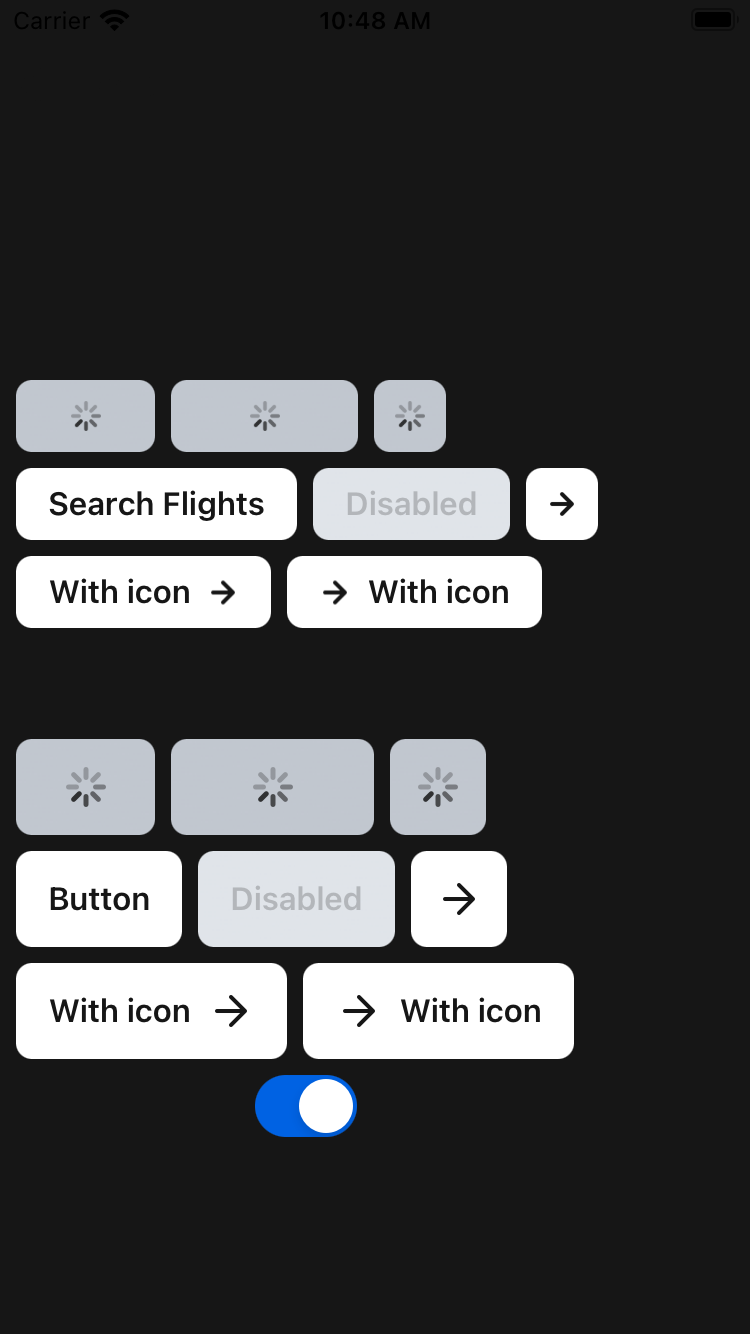 Carrier 10:48 AM
Search Flights Disabled
With icon With icon
Button Disabled
With icon With icon